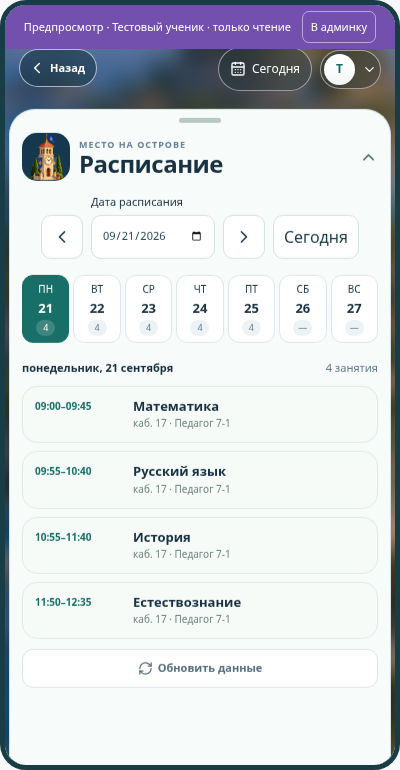 Предпросмотр · Тестовый ученик · только чтение
В админку
Назад
Сегодня
Т
МЕСТО НА ОСТРОВЕ
Расписание
Дата расписания
09/21/2026
Сегодня
ПН ВТ СР ЧТ ПТ СБ ВС
21 22 23 24 25 26 27
4 4 4 4 4 — —
понедельник, 21 сентября
4 занятия
09:00–09:45 Математика
каб. 17 · Педагог 7-1
09:55–10:40 Русский язык
каб. 17 · Педагог 7-1
10:55–11:40 История
каб. 17 · Педагог 7-1
11:50–12:35 Естествознание
каб. 17 · Педагог 7-1
Обновить данные